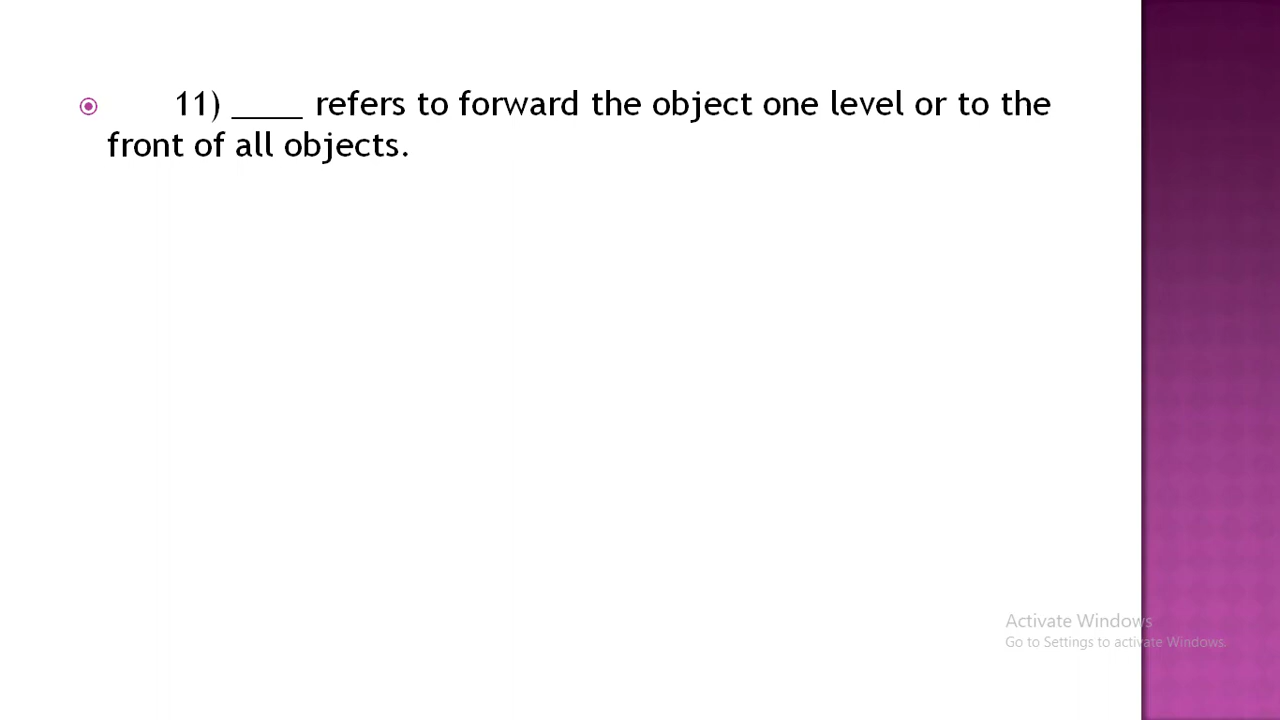 11) ____ refers to forward the object one level or to the
front of all objects.
Activate Windows
Go to Settings to activate Windows.